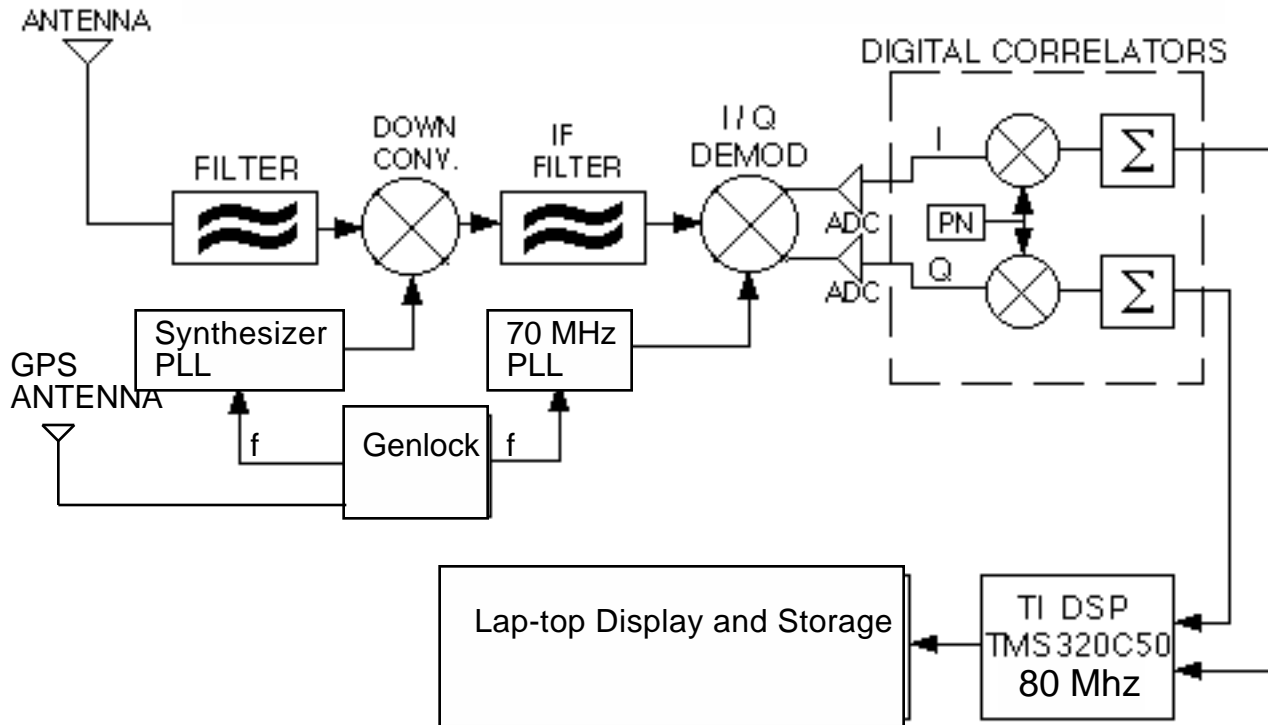 ANTENNA
DIGITAL CORRELATORS
FILTER
DOWN
CONV.
IF
FILTER
I / Q
DEMOD
ADC
ADC
I
Q
PN
Σ
Σ
Synthesizer
PLL
70 MHz
PLL
GPS
ANTENNA
f
Genlock
f
Lap-top Display and Storage
TI DSP
TMS320C50
80 Mhz